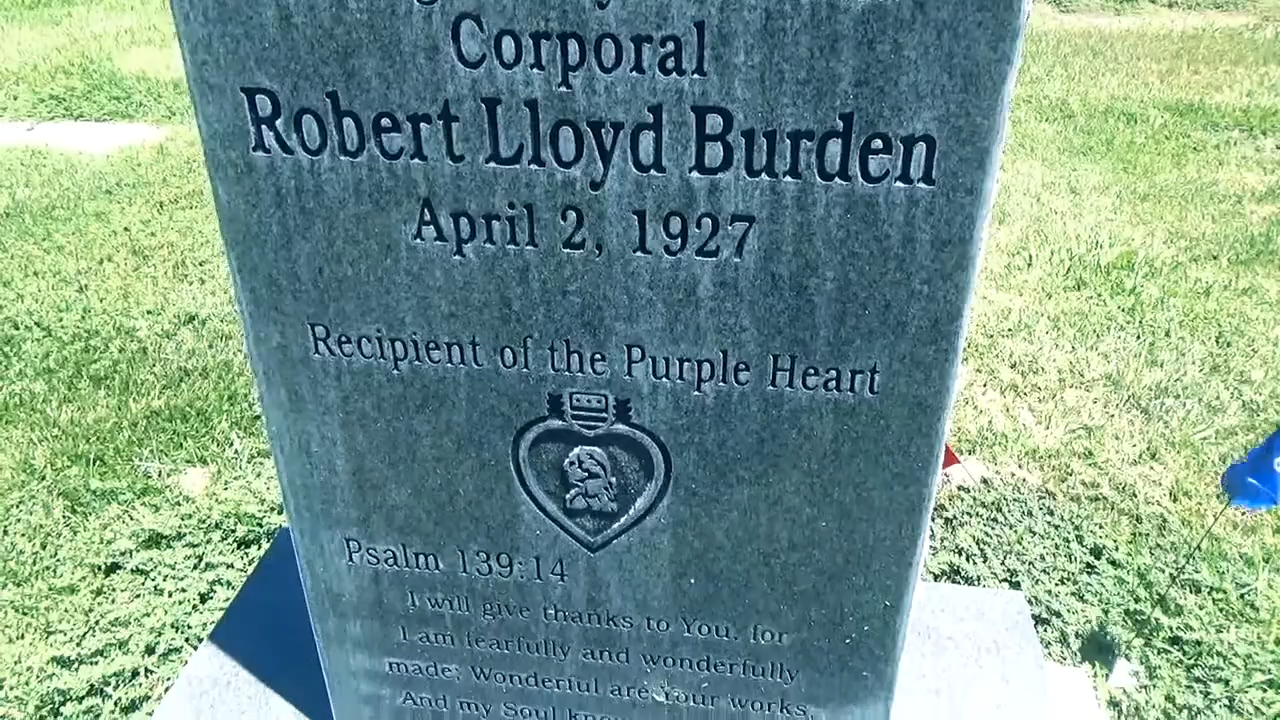 Corporal
Robert Lloyd Burden
April 2, 1927
Recipient of the Purple Heart
Psalm 139:14
I will give thanks to You, for
I am fearfully and wonderfully
made; Wonderful are Your works,
And my Soul